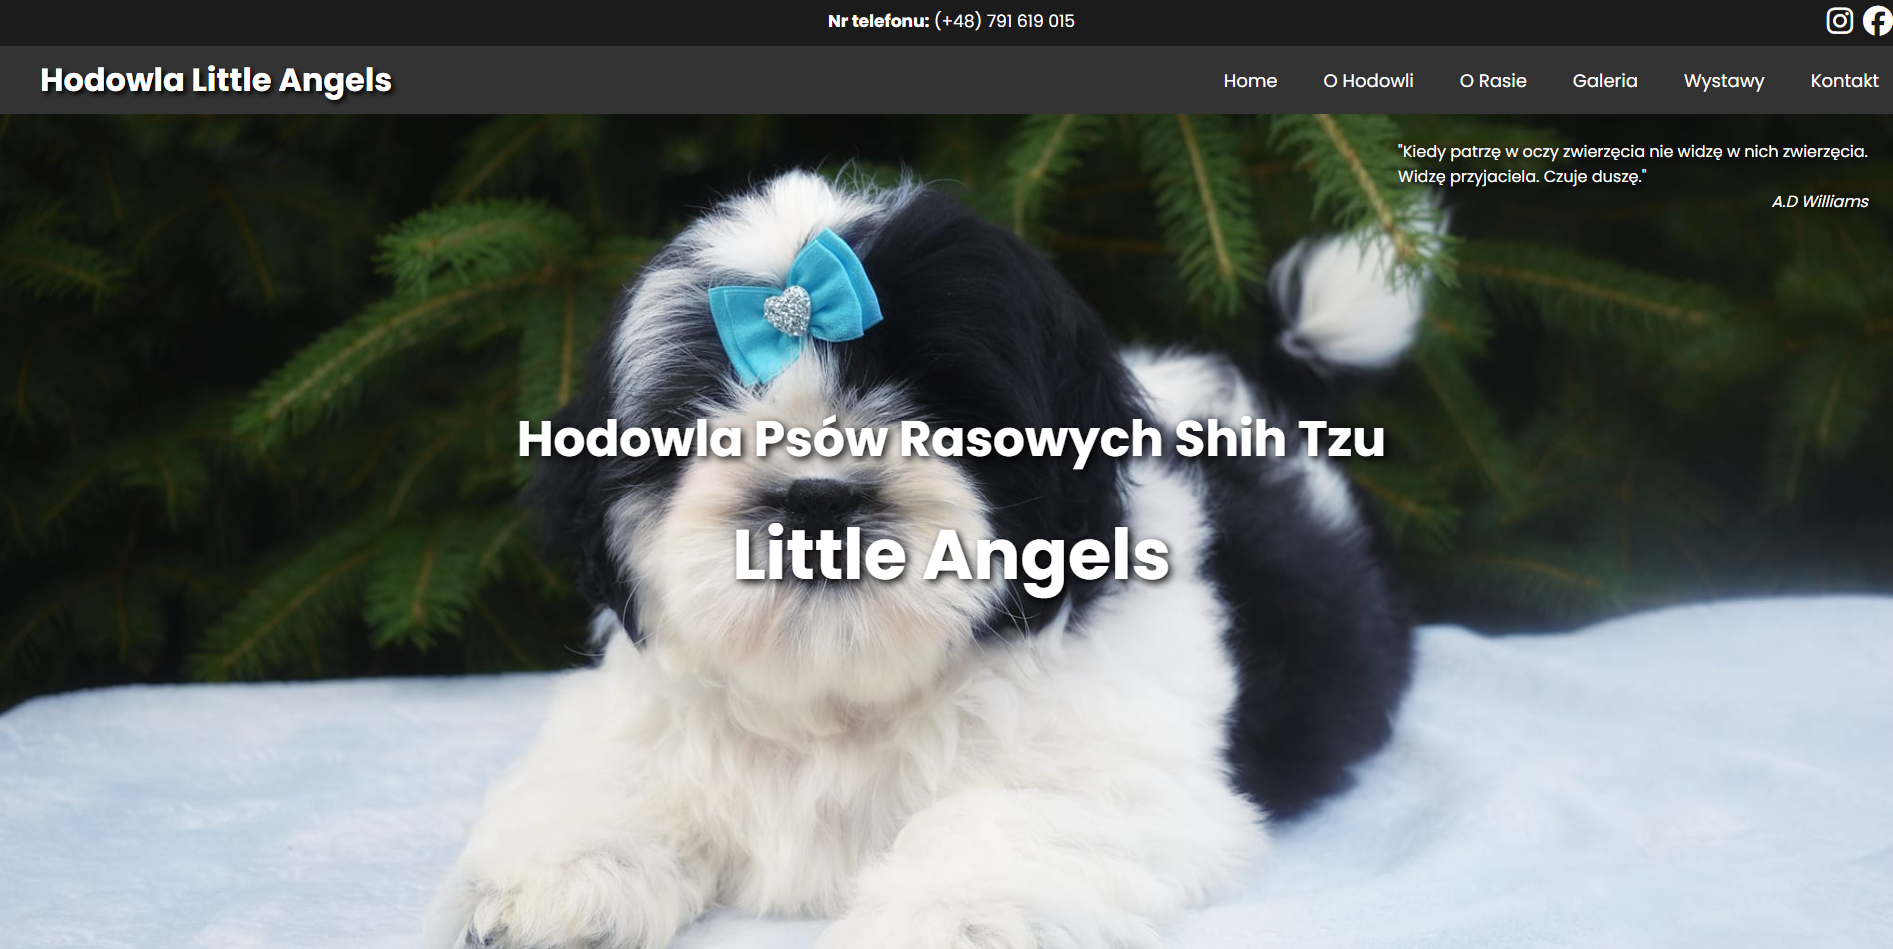 Nr telefonu: (+48) 791 619 015
Hodowla Little Angels
Home
O Hodowli
O Rasie
Galeria
Wystawy
Kontakt
"Kiedy patrzę w oczy zwierzęcia nie widzę w nich zwierzęcia.
Widzę przyjaciela. Czuje duszę."
A.D Williams
Hodowla Psów Rasowych Shih Tzu
Little Angels